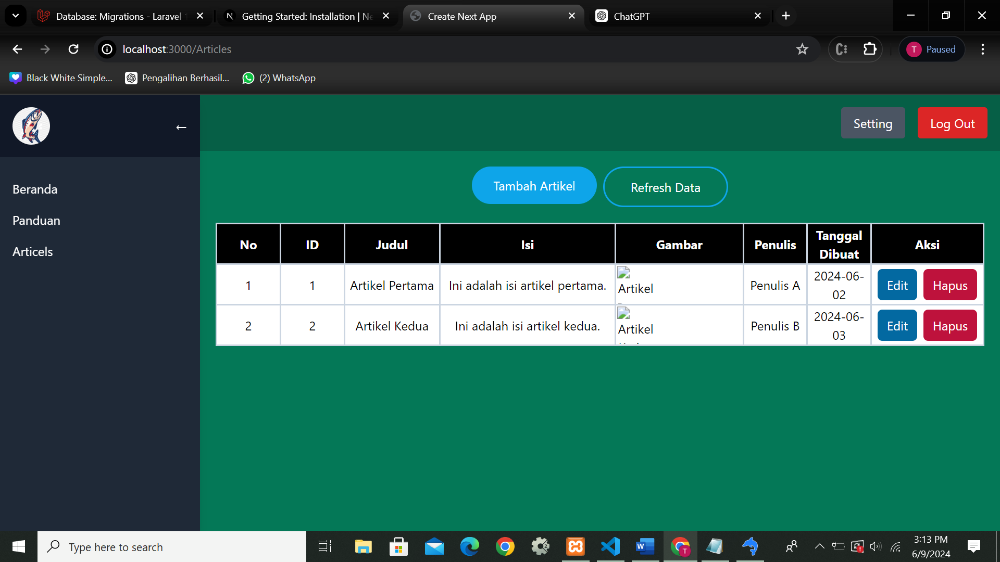 Database: Migrations - Laravel 1
Getting Started: Installation | Ne
Create Next App
ChatGPT
localhost:3000/Articles
T Paused
Black White Simple...
Pengalihan Berhasil...
(2) WhatsApp
Setting
Log Out
Beranda
Panduan
Articels
Tambah Artikel
Refresh Data
No ID Judul Isi Gambar Penulis Tanggal Dibuat Aksi
1 1 Artikel Pertama Ini adalah isi artikel pertama. Artikel Penulis A 2024-06-02 Edit Hapus
2 2 Artikel Kedua Ini adalah isi artikel kedua. Artikel Penulis B 2024-06-03 Edit Hapus
Type here to search
3:13 PM
6/9/2024